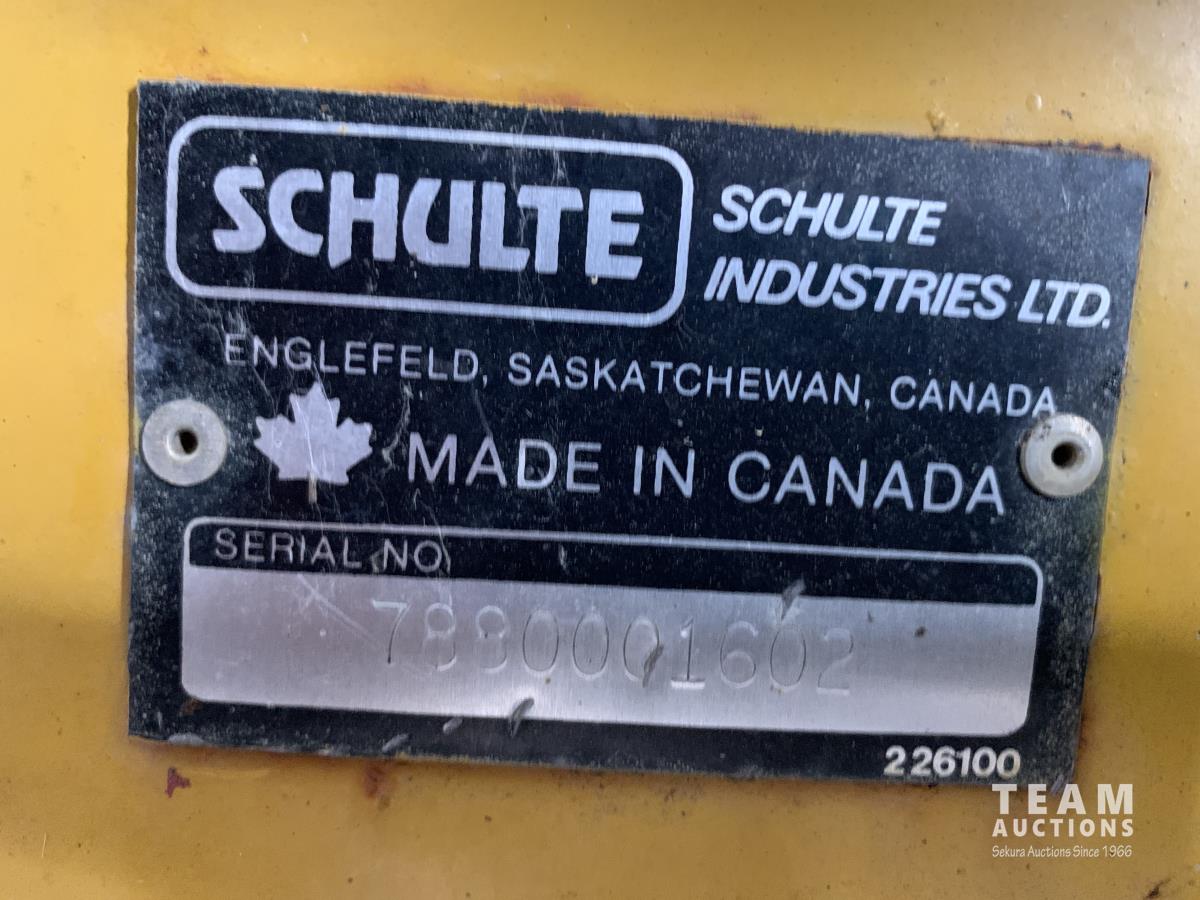 SCHULTE
SCHULTE
INDUSTRIES LTD.
ENGLEFELD, SASKATCHEWAN, CANADA
MADE IN CANADA
SERIAL NO
7880001602
226100
TEAM
AUCTIONS
Sekura Auctions Since 1966